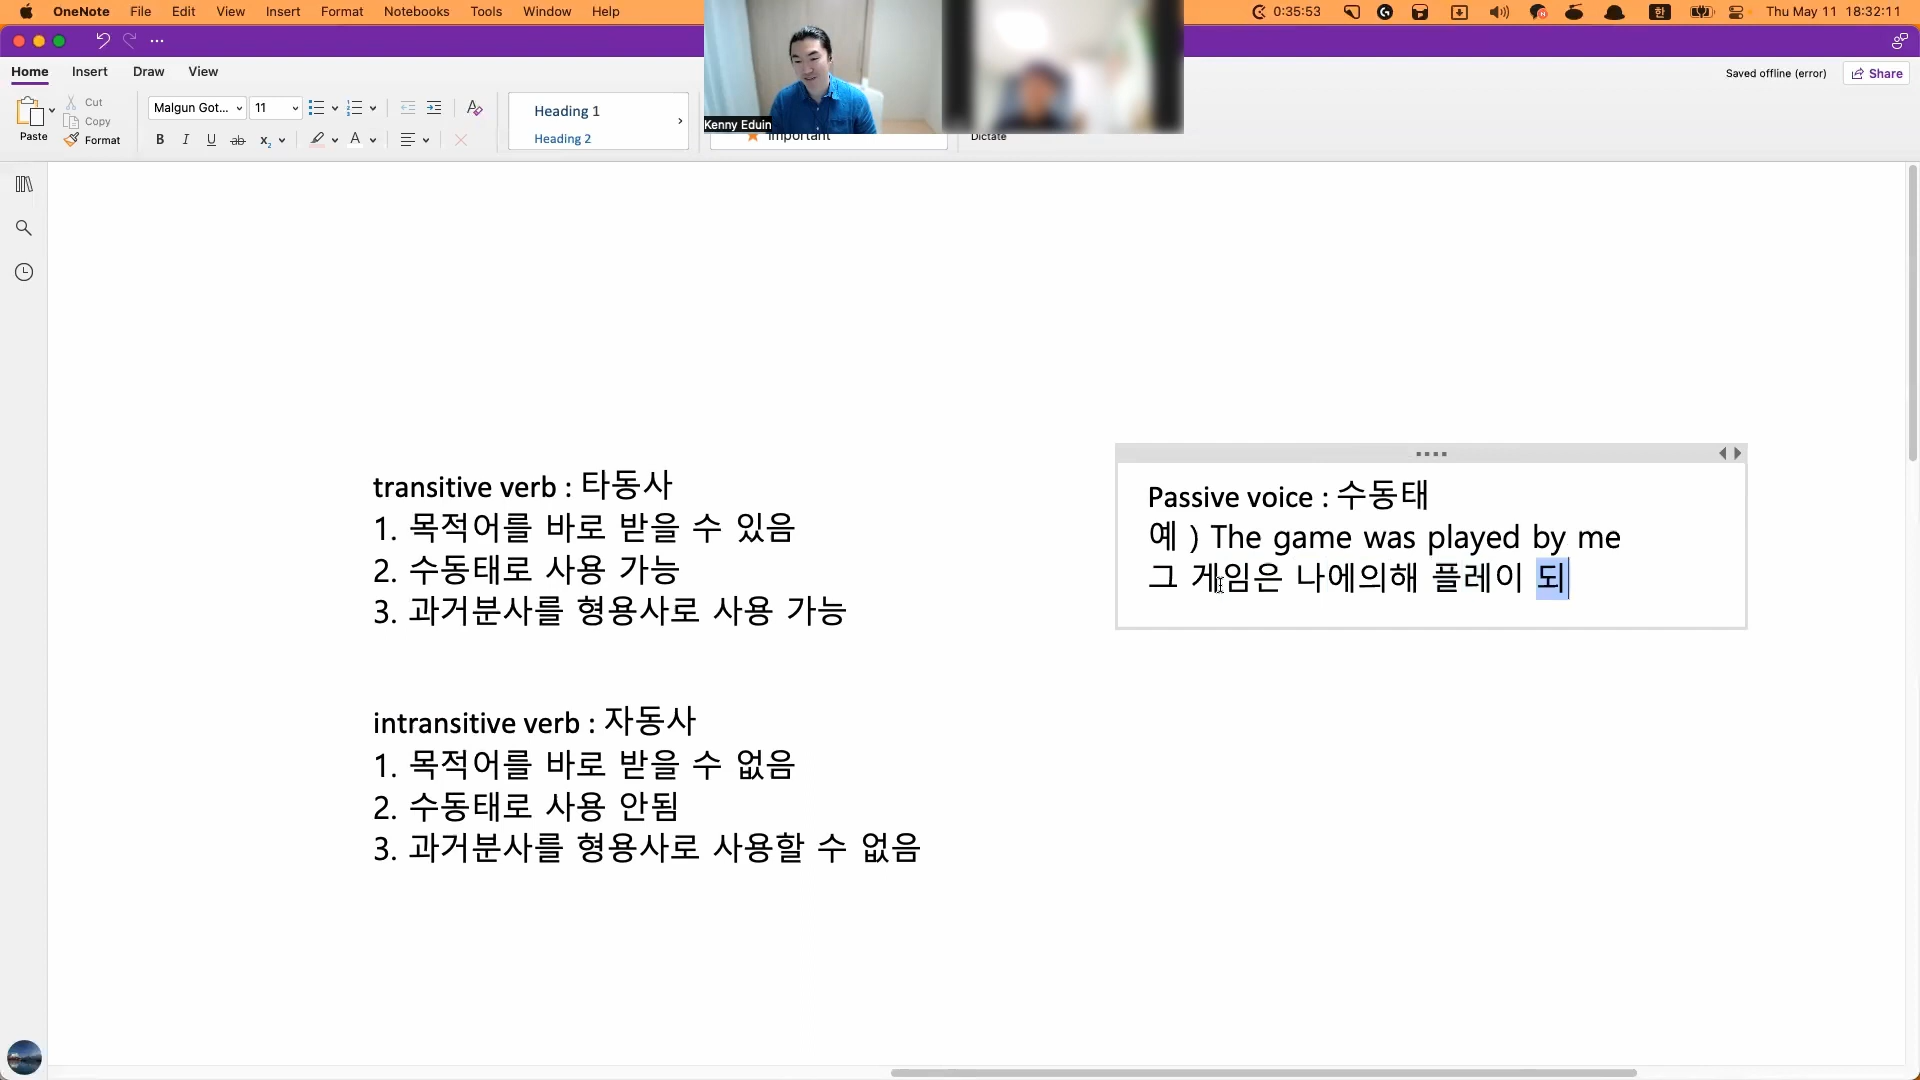 OneNote File Edit View Insert Format Notebooks Tools Window Help
0:35:53 한 Thu May 11 18:32:11
Home Insert Draw View
Saved offline (error) Share
Paste Cut Copy Format
Malgun Got... 11
B I U ab x₂ A
Heading 1
Heading 2
Important
Dictate
Kenny Eduin
transitive verb : 타동사
1. 목적어를 바로 받을 수 있음
2. 수동태로 사용 가능
3. 과거분사를 형용사로 사용 가능
intransitive verb : 자동사
1. 목적어를 바로 받을 수 없음
2. 수동태로 사용 안됨
3. 과거분사를 형용사로 사용할 수 없음
Passive voice : 수동태
예 ) The game was played by me
그 게임은 나에의해 플레이 되